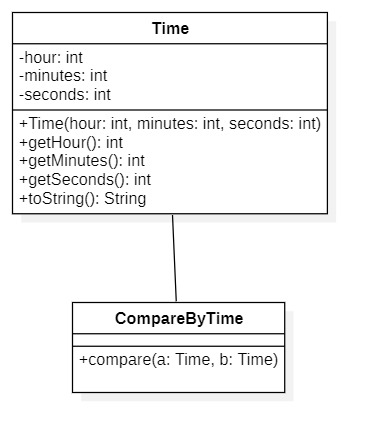 Time
-hour: int
-minutes: int
-seconds: int
+Time(hour: int, minutes: int, seconds: int)
+getHour(): int
+getMinutes(): int
+getSeconds(): int
+toString(): String
CompareByTime
+compare(a: Time, b: Time)